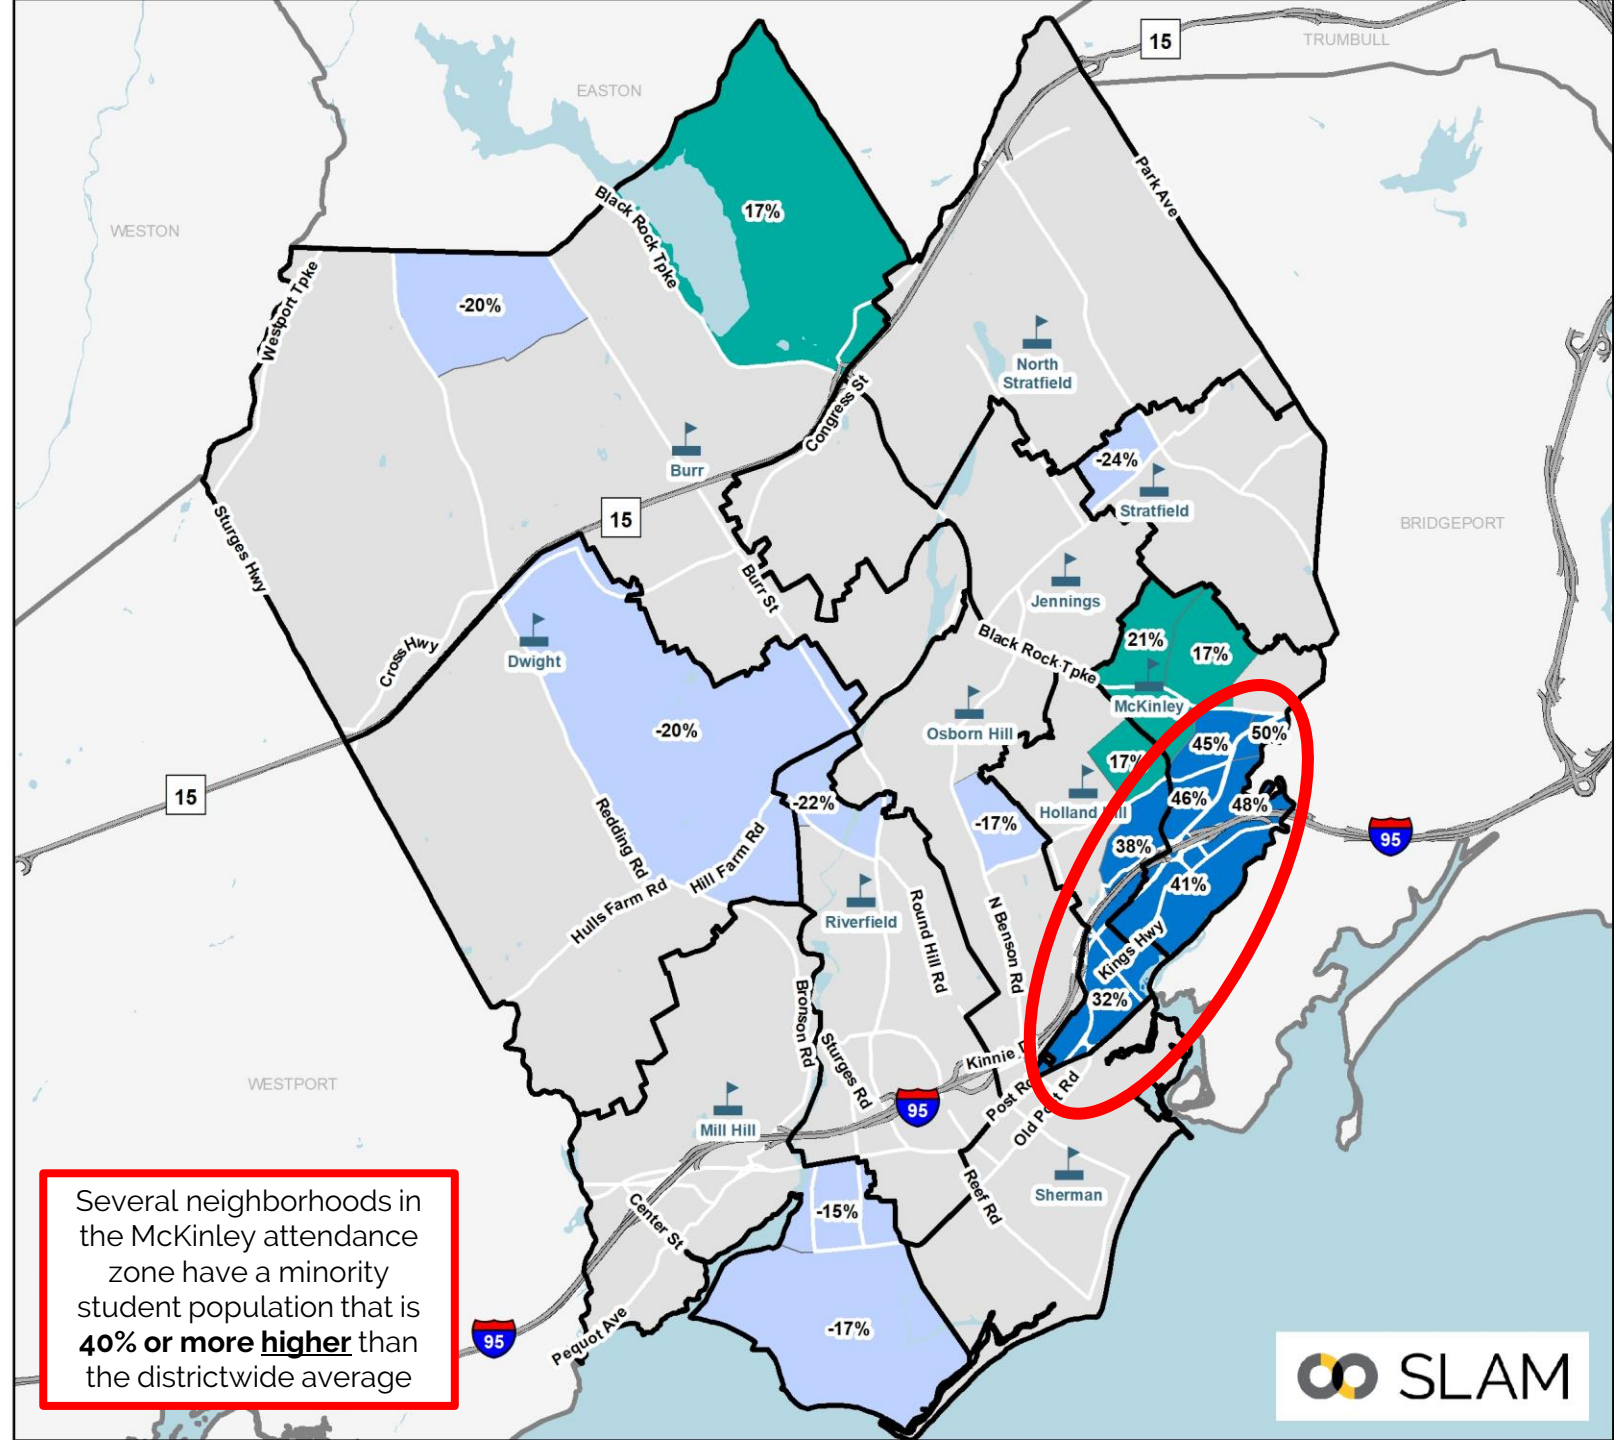 15
TRUMBULL
EASTON
Park Ave
17%
Black Rock Tpke
WESTON
Westport Tpke
-20%
North
Stratfield
Congress St
Burr
-24%
Stratfield
15
BRIDGEPORT
Sturges Hwy
Burr St
Jennings
Cross Hwy
Dwight
Black Rock Tpke
21%
17%
McKinley
-20%
Osborn Hill
45%
50%
17%
15
-22%
-17%
Holland
46%
48%
95
Redding Rd
Hill Farm Rd
38%
41%
Hulls Farm Rd
Riverfield
Round Hill Rd
N Benson Rd
Kings Hwy
32%
Bronson Rd
Sturges Rd
Kinnie
WESTPORT
95
Post Rd
Old Post Rd
Mill Hill
Reef Rd
Sherman
Center St
-15%
Several neighborhoods in
the McKinley attendance
zone have a minority
student population that is
40% or more higher than
the districtwide average
95
Pequot Ave
-17%
SLAM